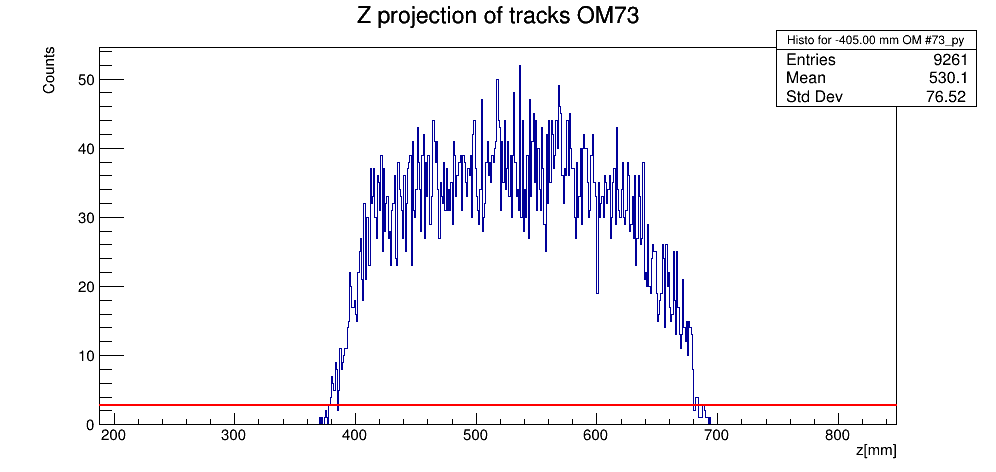 Z projection of tracks OM73
Histo for -405.00 mm OM #73_py
Entries 9261
Mean 530.1
Std Dev 76.52
Counts
50
40
30
20
10
0
200 300 400 500 600 700 800
z[mm]